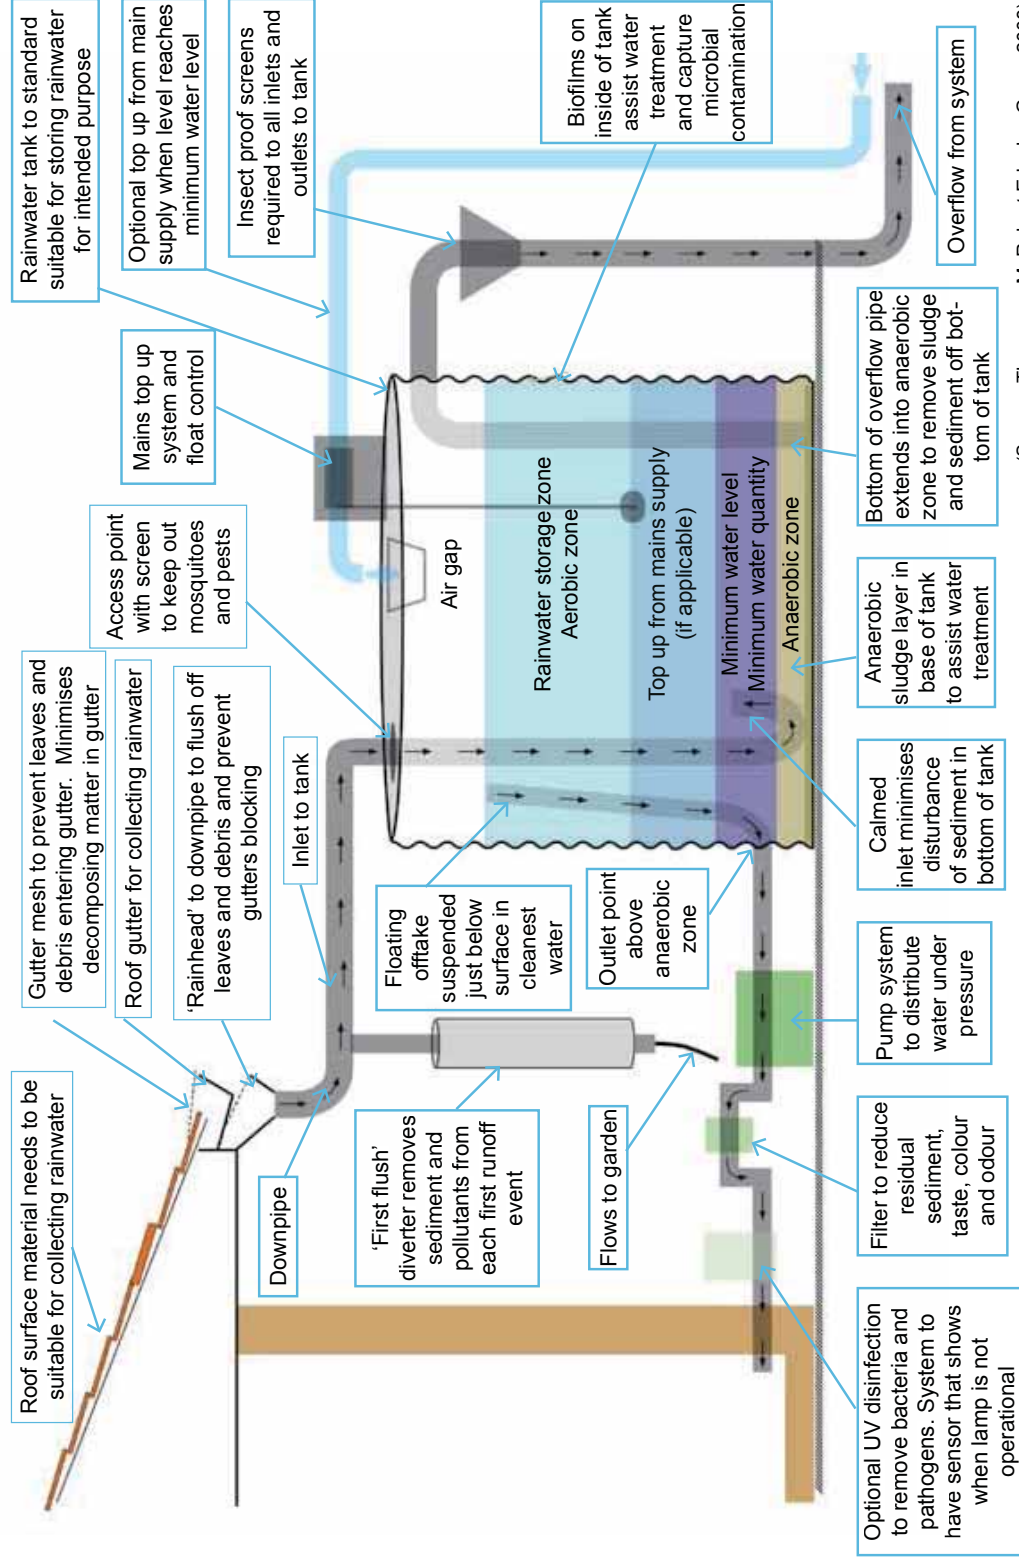 Roof surface material needs to be
suitable for collecting rainwater
Gutter mesh to prevent leaves and
debris entering gutter. Minimises
decomposing matter in gutter
Roof gutter for collecting rainwater
‘Rainhead’ to downpipe to flush off
leaves and debris and prevent
gutters blocking
Access point
with screen
to keep out
mosquitoes
and pests
Mains top up
system and
float control
Rainwater tank to standard
suitable for storing rainwater
for intended purpose
Optional top up from main
supply when level reaches
minimum water level
Insect proof screens
required to all inlets and
outlets to tank
Inlet to tank
Downpipe
‘First flush’
diverter removes
sediment and
pollutants from
each first runoff
event
Floating
offtake
suspended
just below
surface in
cleanest
water
Air gap
Rainwater storage zone
Aerobic zone
Top up from mains supply
(if applicable)
Minimum water level
Minimum water quantity
Anaerobic zone
Biofilms on
inside of tank
assist water
treatment
and capture
microbial
contamination
Flows to garden
Outlet point
above
anaerobic
zone
Optional UV disinfection
to remove bacteria and
pathogens. System to
have sensor that shows
when lamp is not
operational
Filter to reduce
residual
sediment,
taste, colour
and odour
Pump system
to distribute
water under
pressure
Calmed
inlet minimises
disturbance
of sediment in
bottom of tank
Anaerobic
sludge layer in
base of tank
to assist water
treatment
Bottom of overflow pipe
extends into anaerobic
zone to remove sludge
and sediment off bot-
tom of tank
Overflow from system